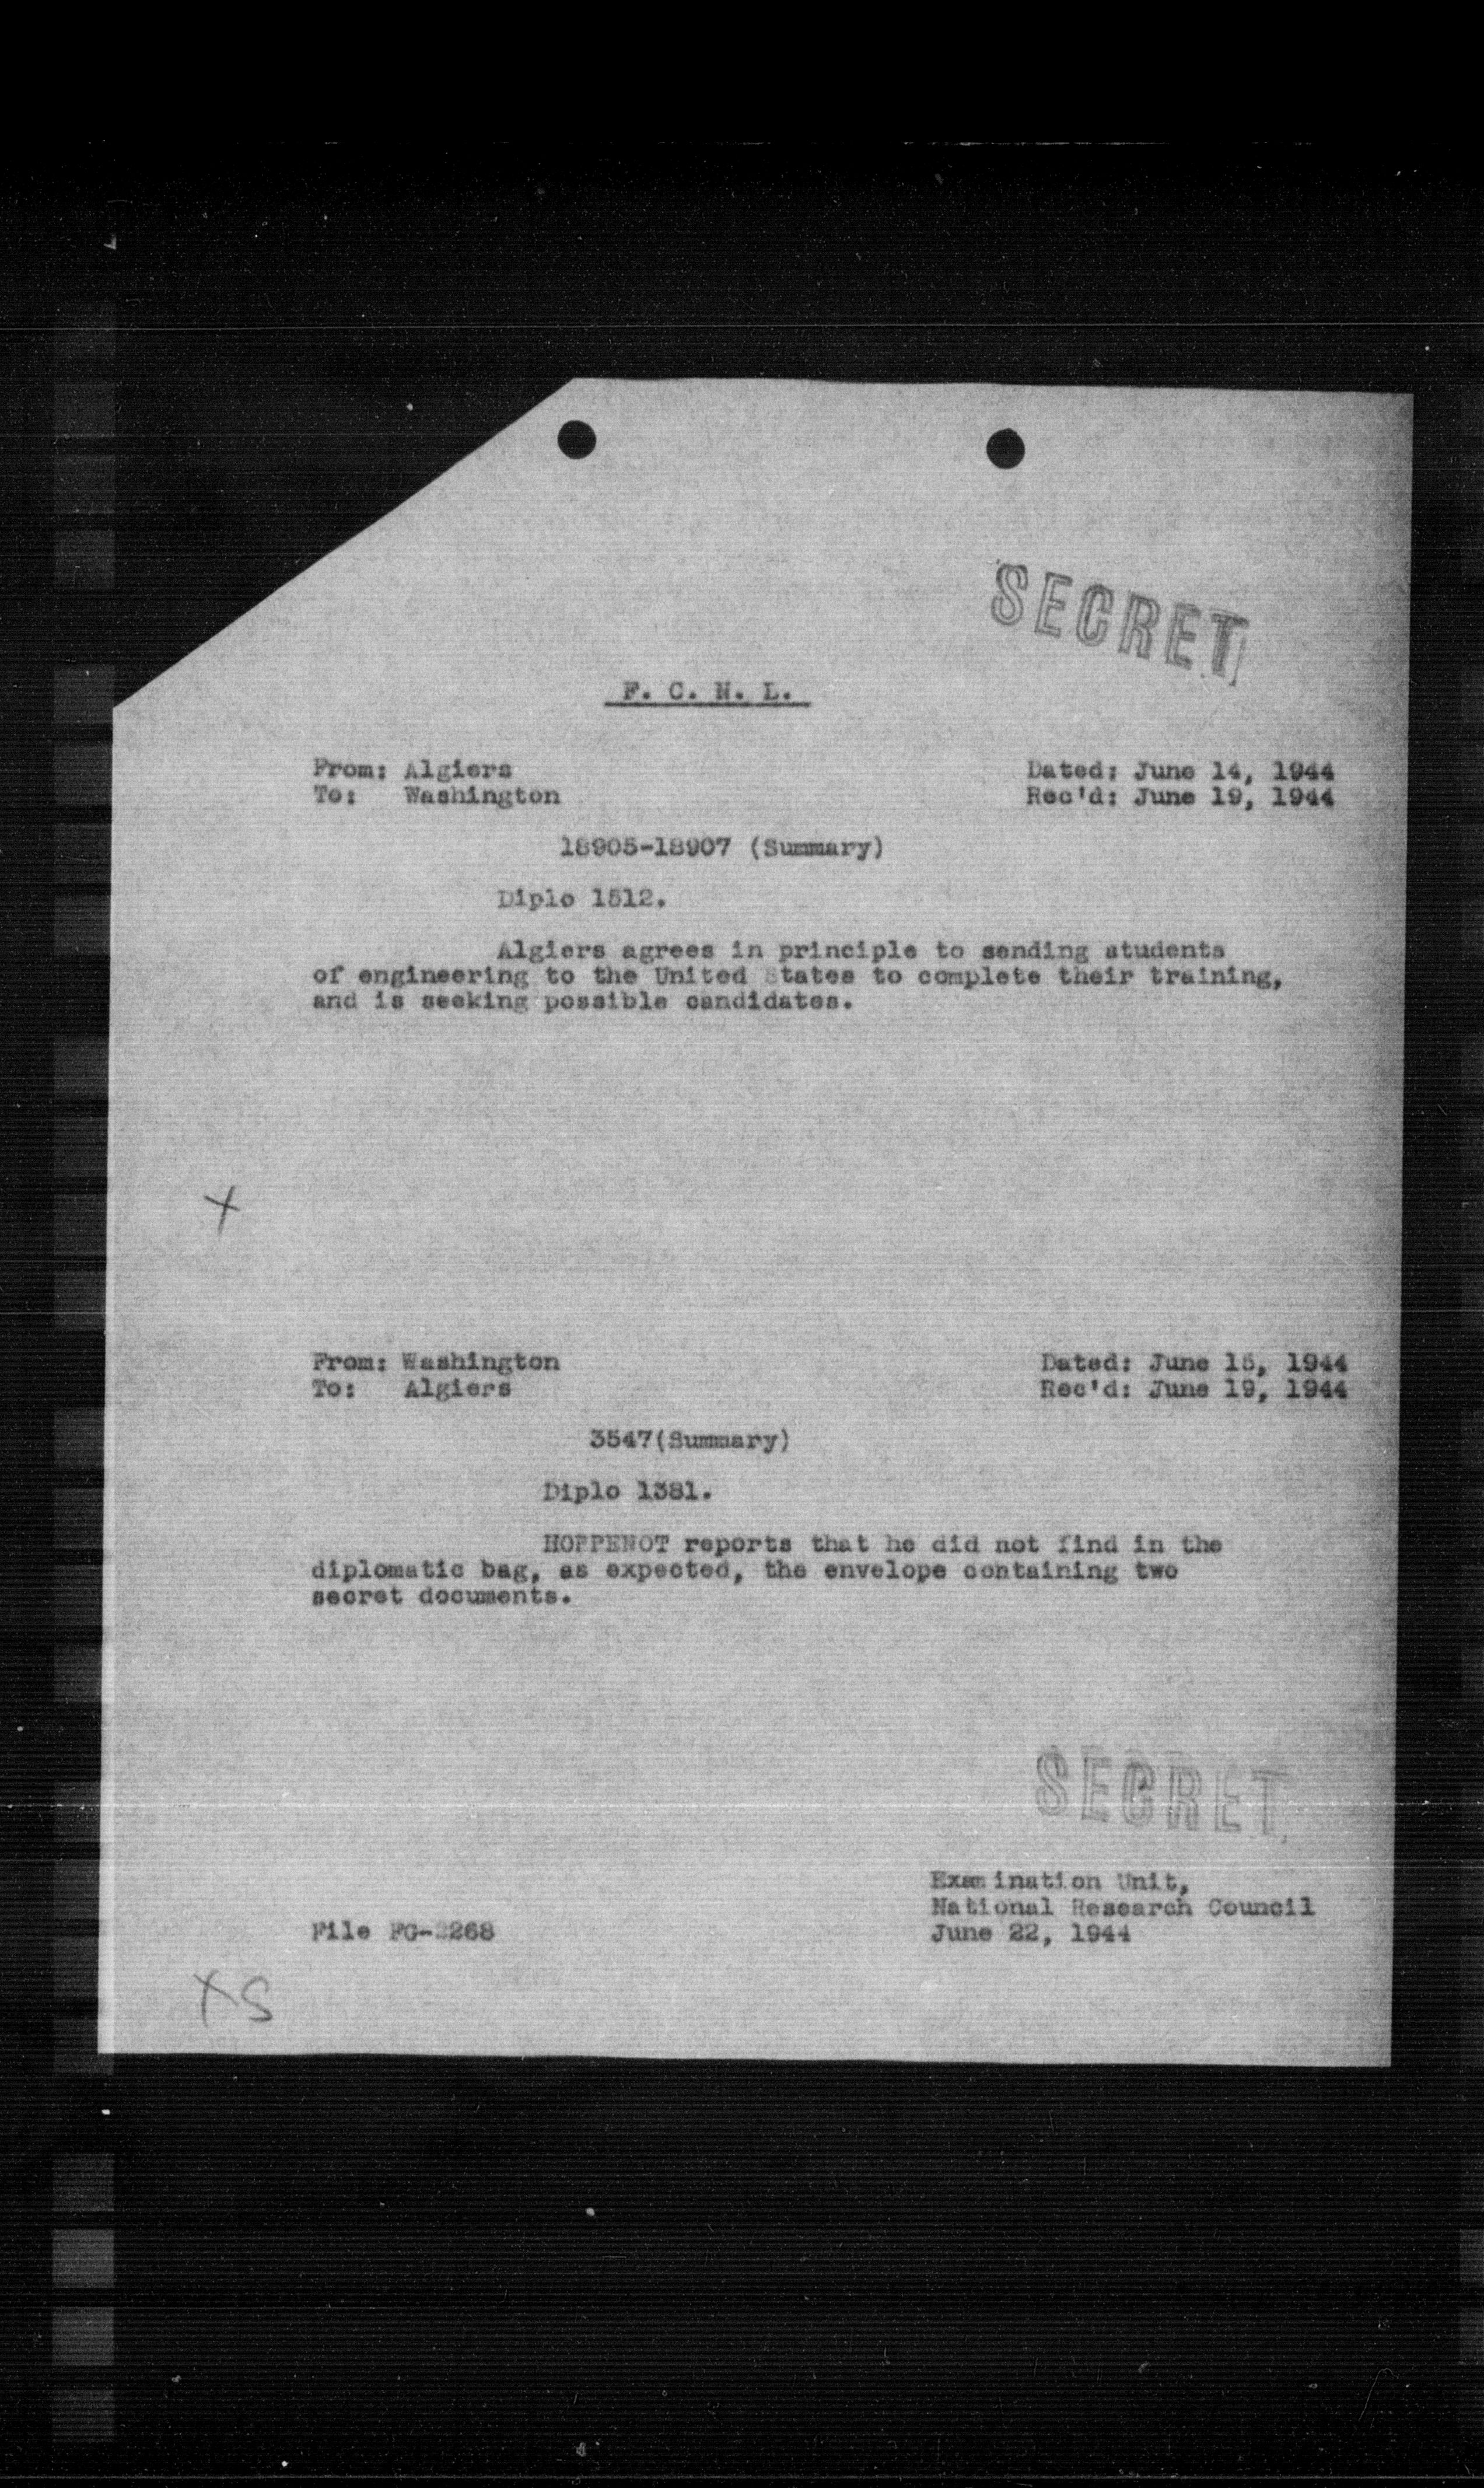 SECRET
F. C. N. L.
From: Algiers
Dated: June 14, 1944
To: Washington
Rec'd: June 19, 1944
18905-18907 (Summary)
Diplo 1512.
Algiers agrees in principle to sending students
of engineering to the United States to complete their training,
and is seeking possible candidates.
X
From: Washington
Dated: June 15, 1944
To: Algiers
Rec'd: June 19, 1944
3547(Summary)
Diplo 1381.
HOPPENOT reports that he did not find in the
diplomatic bag, as expected, the envelope containing two
secret documents.
SECRET
Examination Unit,
National Research Council
File FG-2268
June 22, 1944
XS